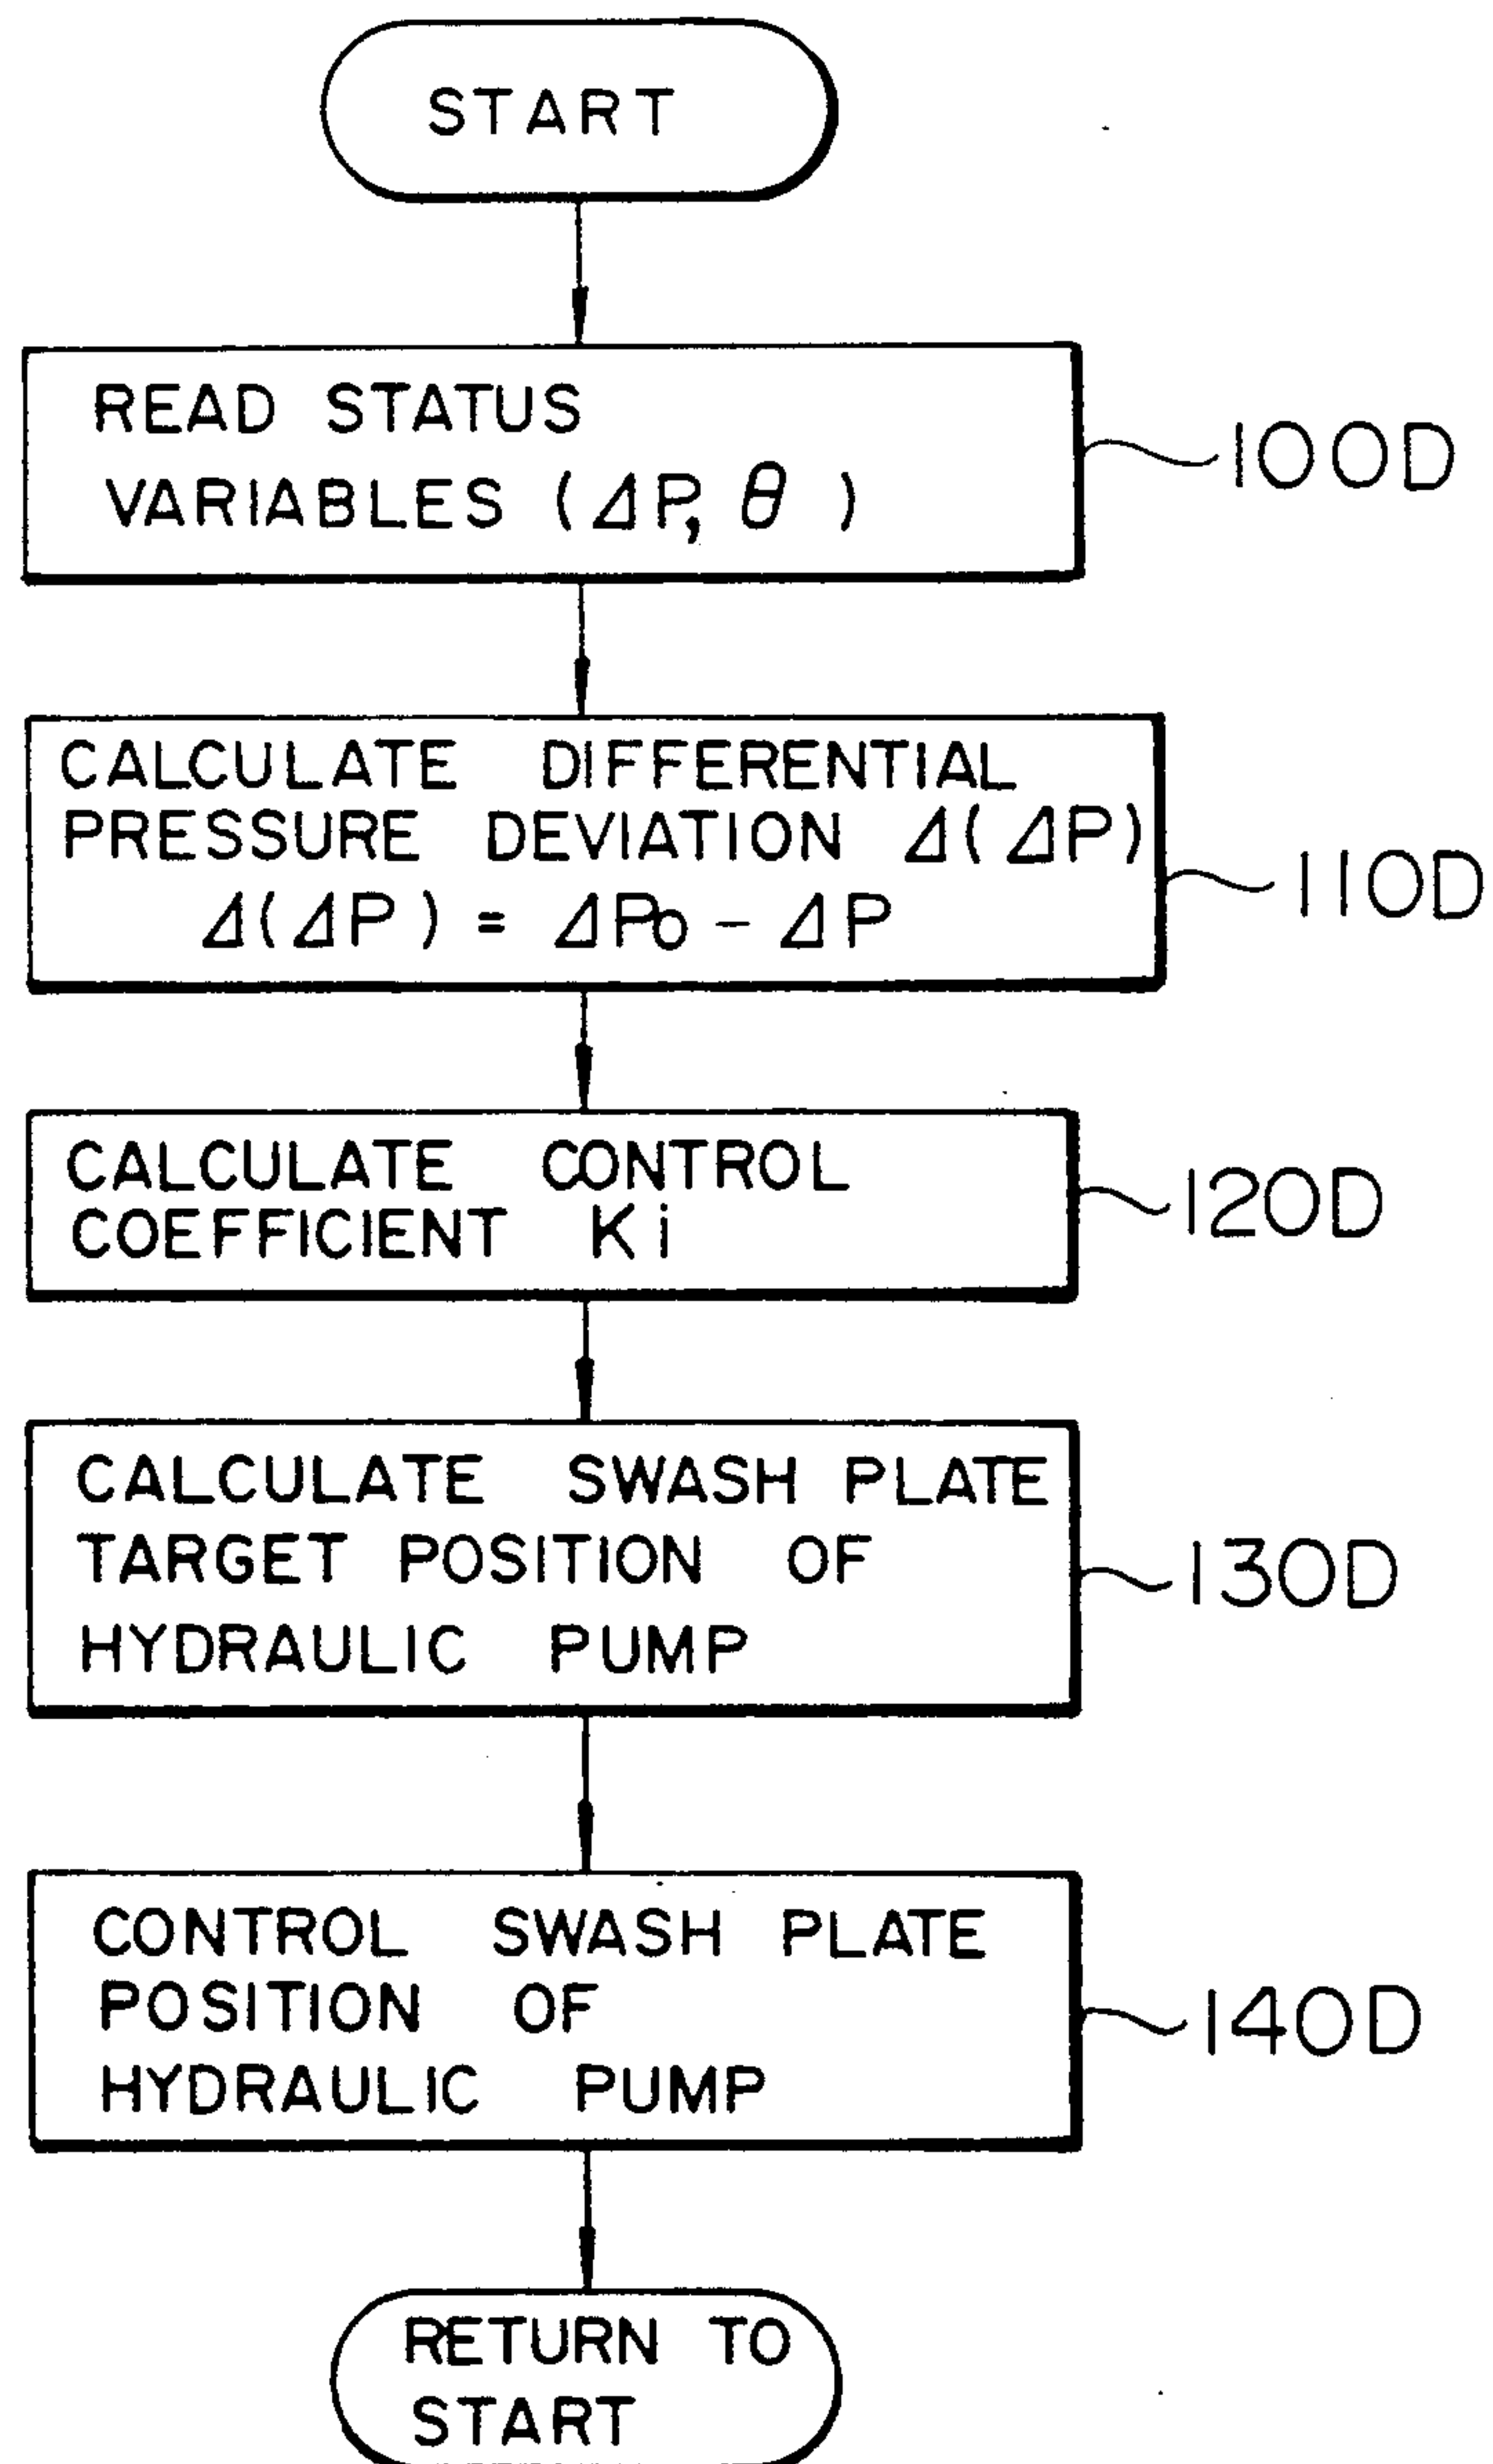 START
READ STATUS
VARIABLES (ΔP, θ )
100D
CALCULATE DIFFERENTIAL
PRESSURE DEVIATION Δ(ΔP)
Δ(ΔP) = ΔPo - ΔP
110D
CALCULATE CONTROL
COEFFICIENT Ki
120D
CALCULATE SWASH PLATE
TARGET POSITION OF
HYDRAULIC PUMP
130D
CONTROL SWASH PLATE
POSITION OF
HYDRAULIC PUMP
140D
RETURN TO
START